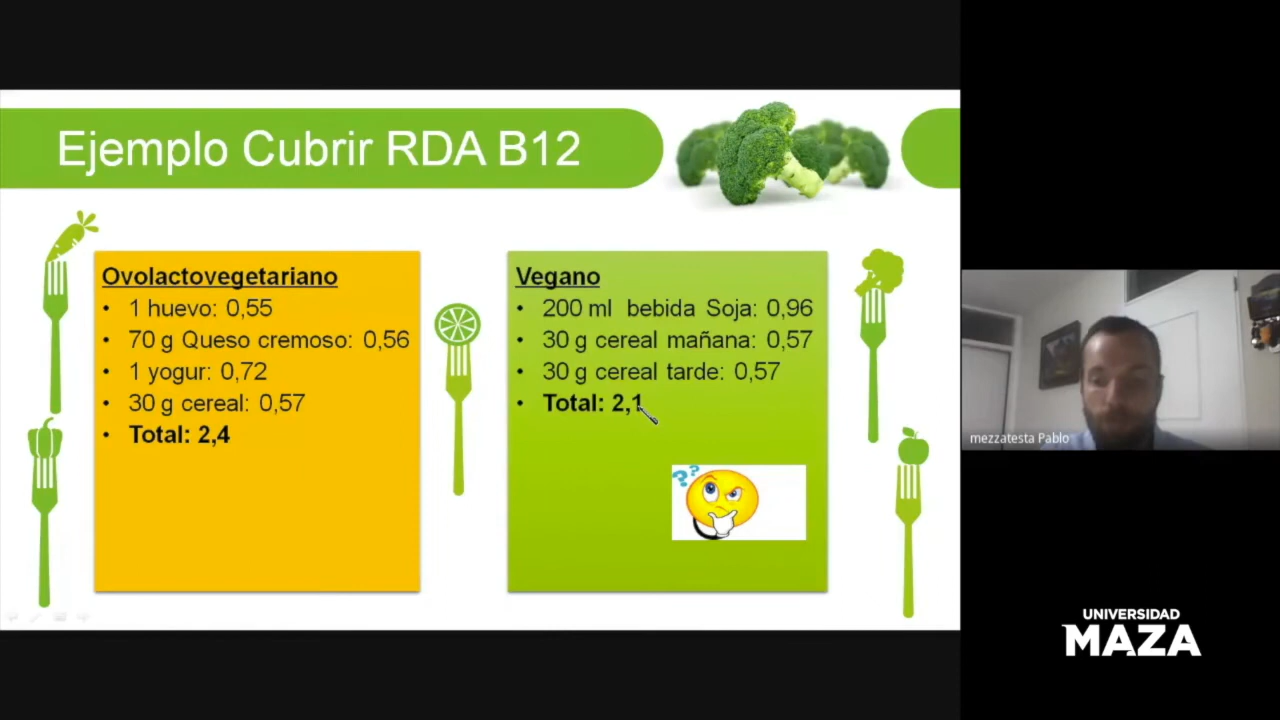 Ejemplo Cubrir RDA B12
Ovolactovegetariano
• 1 huevo: 0,55
• 70 g Queso cremoso: 0,56
• 1 yogur: 0,72
• 30 g cereal: 0,57
• Total: 2,4
Vegano
• 200 ml bebida Soja: 0,96
• 30 g cereal mañana: 0,57
• 30 g cereal tarde: 0,57
• Total: 2,1
??
mezzatesta Pablo
UNIVERSIDAD
MAZA